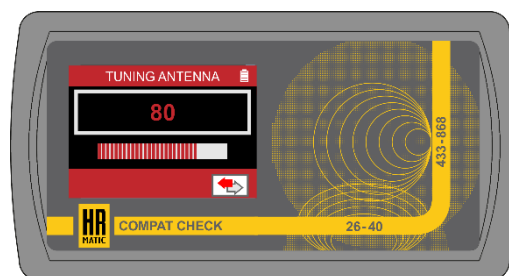 TUNING ANTENNA
80
433-868
HR
MATIC
COMPAT CHECK
26-40